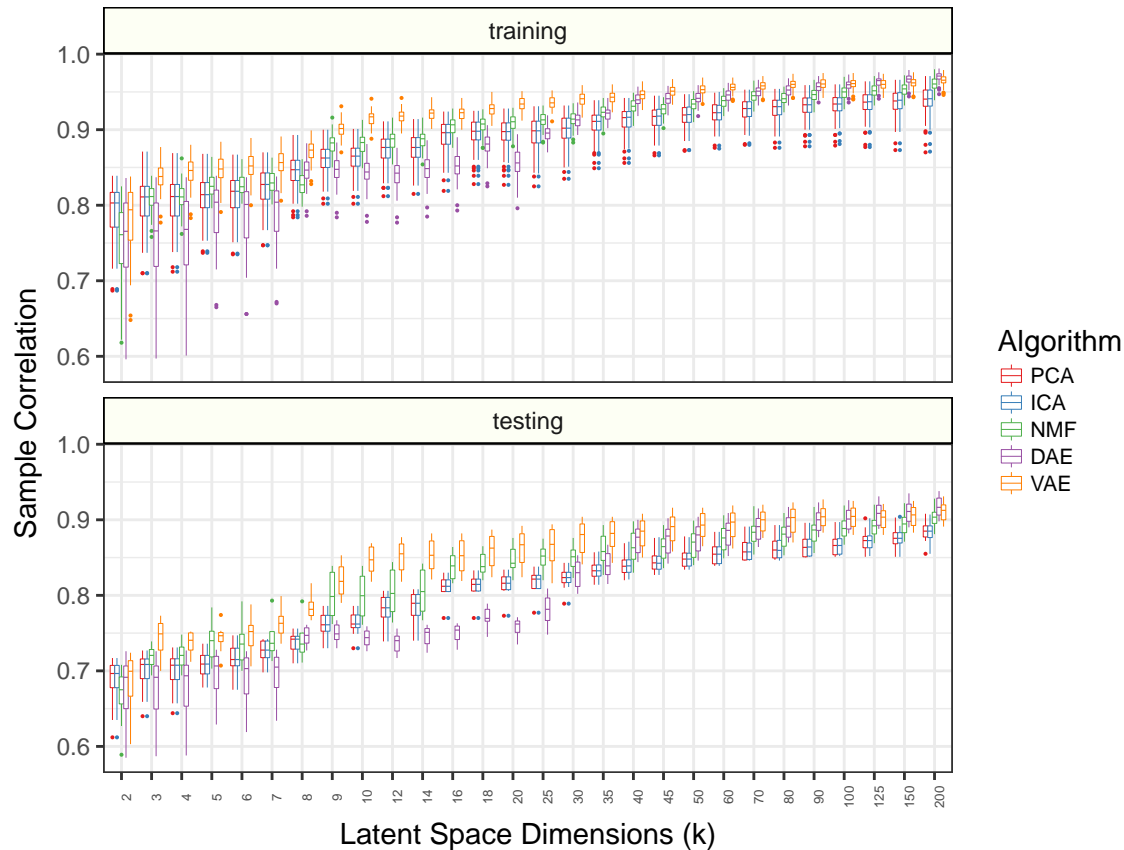 training
1.0
0.9
0.8
0.7
0.6
testing
1.0
0.9
0.8
0.7
0.6
Sample Correlation
2 3 4 5 6 7 8 9 10 12 14 16 18 20 25 30 35 40 45 50 60 70 80 90 100 125 150 200
Latent Space Dimensions (k)
Algorithm
PCA
ICA
NMF
DAE
VAE